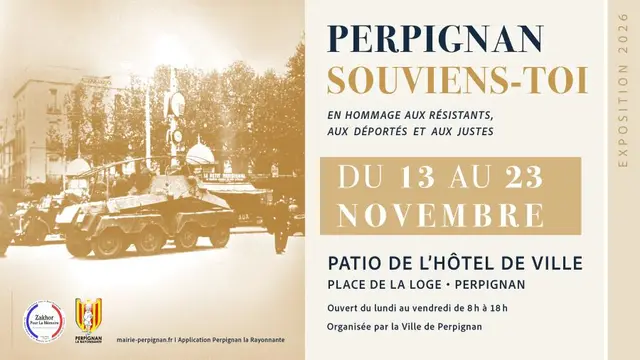 PERPIGNAN
SOUVIENS-TOI
EN HOMMAGE AUX RÉSISTANTS,
AUX DÉPORTÉS ET AUX JUSTES
DU 13 AU 23
NOVEMBRE
PATIO DE L'HÔTEL DE VILLE
PLACE DE LA LOGE • PERPIGNAN
Ouvert du lundi au vendredi de 8h à 18h
Organisée par la Ville de Perpignan
EXPOSITION 2026
Zakhor
Pour La Mémoire
PERPIGNAN
LA RAYONNANTE
mairie-perpignan.fr I Application Perpignan la Rayonnante